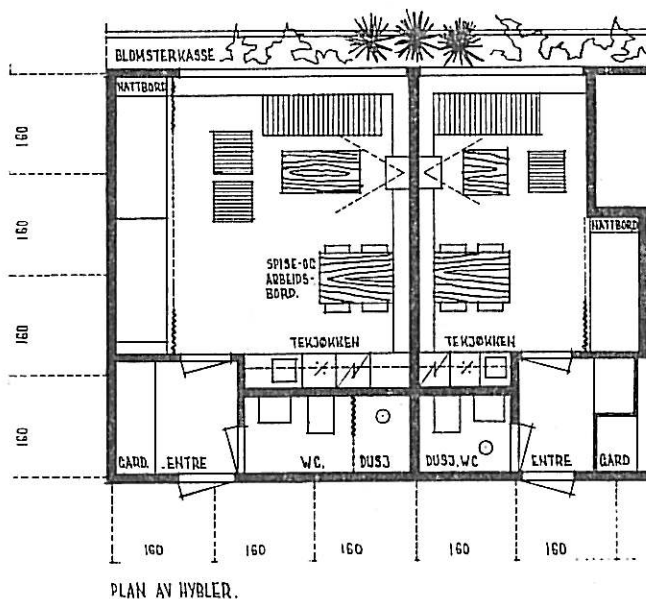 BLOMSTERKASSE
NATTBORD
160
NATTBORD
160
SPISE-OG
ARBEIDS-
BORD.
160
TEKJØKKEN
TEKJØKKEN
160
GARD.
ENTRE
WC.
DUSJ
DUSJ.WC
ENTRE
GARD
160
160
160
160
160
PLAN AV HYBLER.